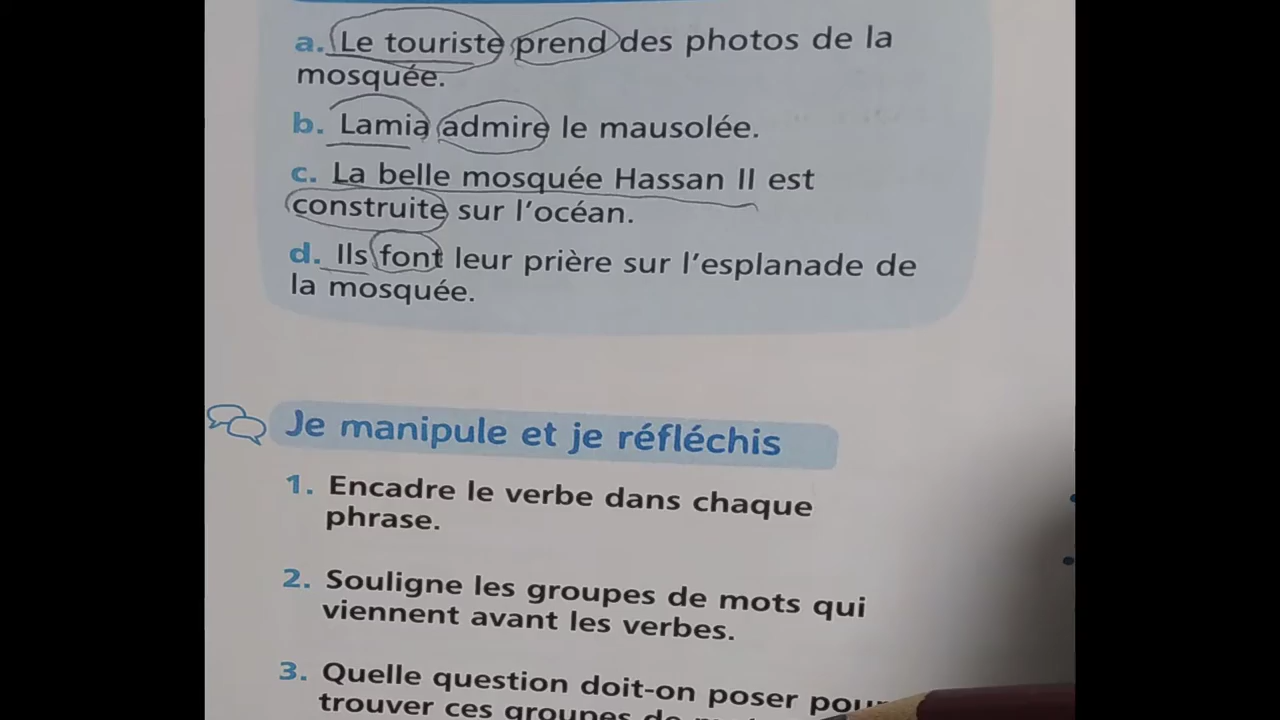 a. Le touriste prend des photos de la
mosquée.
b. Lamia admire le mausolée.
c. La belle mosquée Hassan II est
construite sur l'océan.
d. Ils font leur prière sur l'esplanade de
la mosquée.
Je manipule et je réfléchis
1. Encadre le verbe dans chaque
phrase.
2. Souligne les groupes de mots qui
viennent avant les verbes.
3. Quelle question doit-on poser pour
trouver ces groupes de